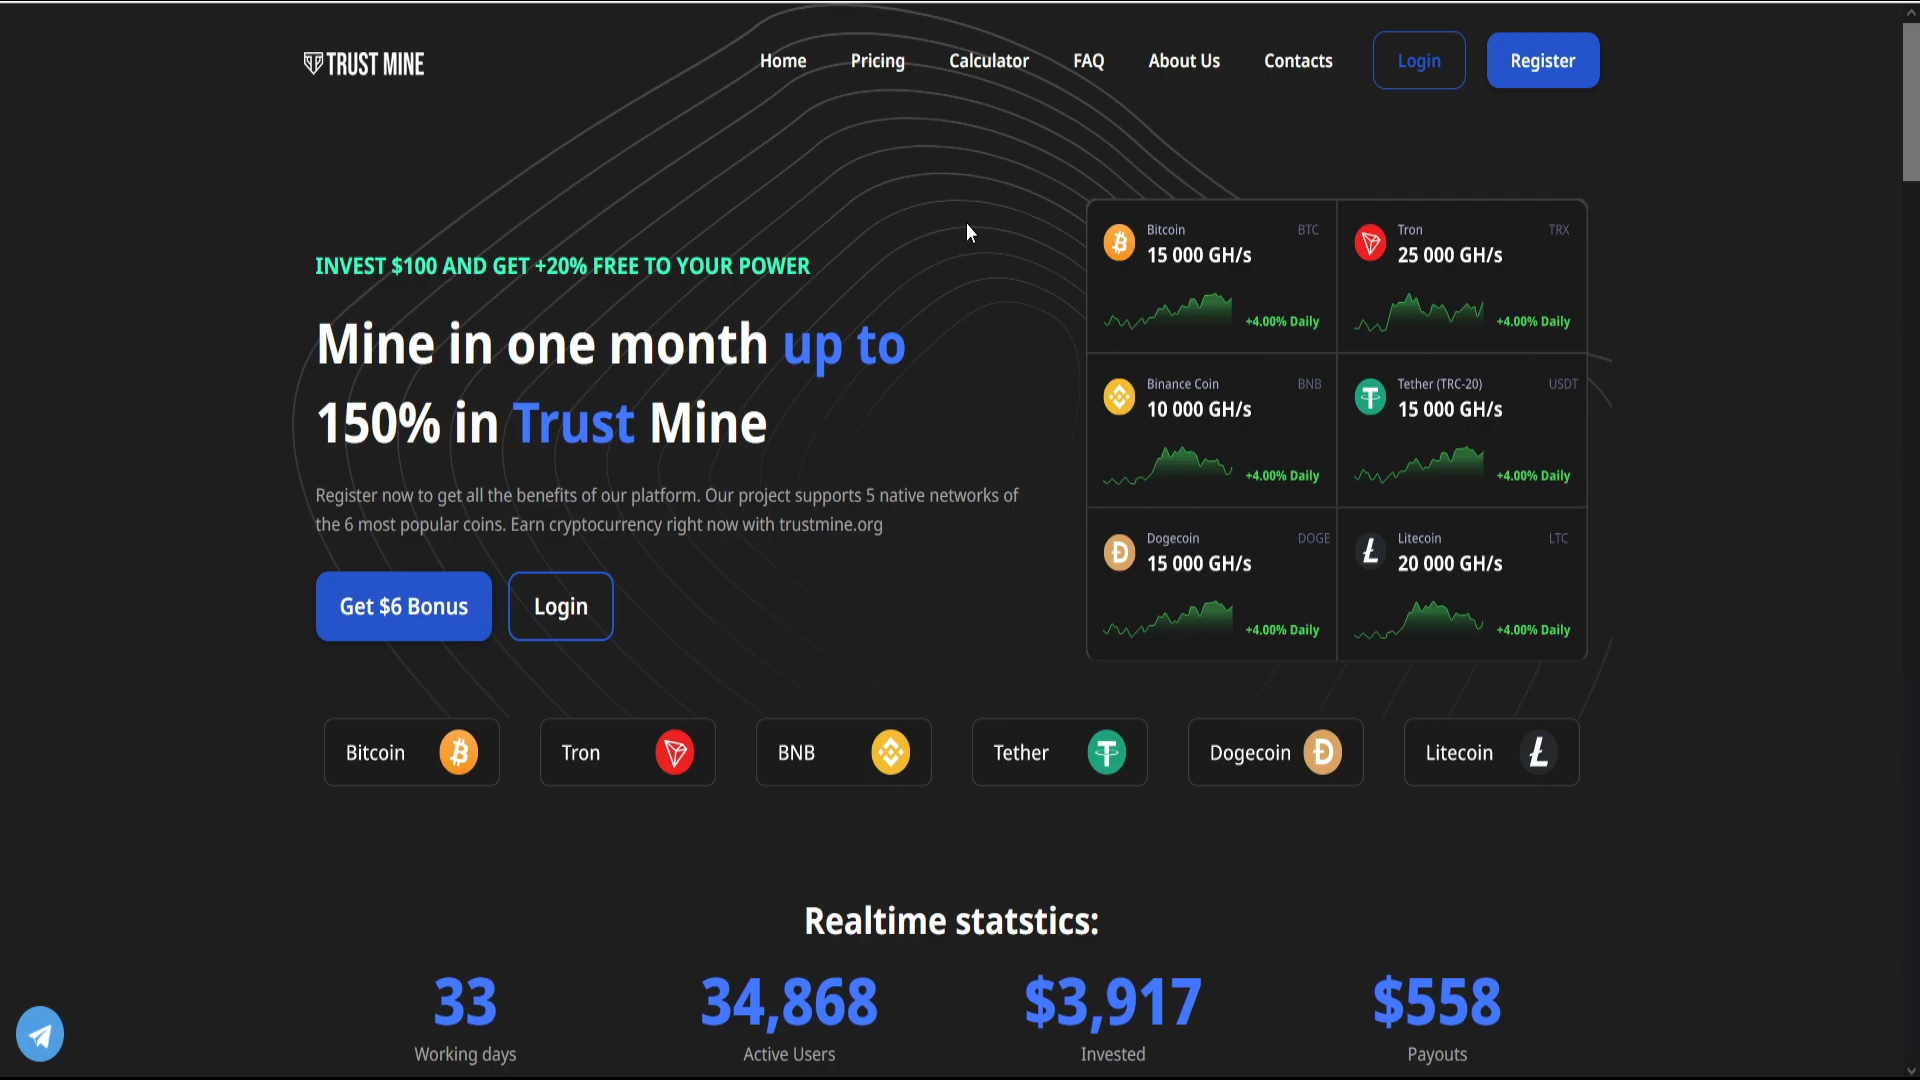 TRUST MINE
Home Pricing Calculator FAQ About Us Contacts Login Register
INVEST $100 AND GET +20% FREE TO YOUR POWER
Mine in one month up to
150% in Trust Mine
Register now to get all the benefits of our platform. Our project supports 5 native networks of
the 6 most popular coins. Earn cryptocurrency right now with trustmine.org
Get $6 Bonus Login
Bitcoin BTC
15 000 GH/s
+4.00% Daily
Tron TRX
25 000 GH/s
+4.00% Daily
Binance Coin BNB
10 000 GH/s
+4.00% Daily
Tether (TRC-20) USDT
15 000 GH/s
+4.00% Daily
Dogecoin DOGE
15 000 GH/s
+4.00% Daily
Litecoin LTC
20 000 GH/s
+4.00% Daily
Bitcoin Tron BNB Tether Dogecoin Litecoin
Realtime statstics:
33 34,868 $3,917 $558
Working days Active Users Invested Payouts